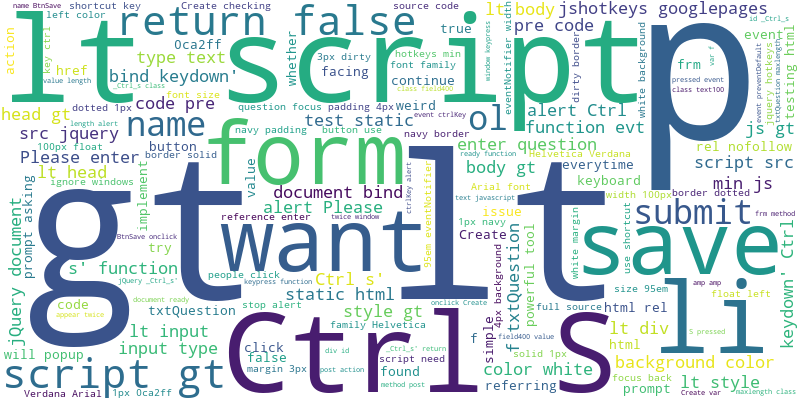 name BtnSave
shortcut key
Create checking
source code
id _Ctrl_s
left color
return false
lt body
jshotkeys googlepages
lt script
p
action
key ctrl
0ca2ff
whether
true
hotkeys min
pre code
event
href
type text
3px dirty
font family
eventNotifier width
dirty border
white background
frm
var f
window keypress
value length
_Ctrl_s class
bind keydown'
facing
continue
class field400
pressed event
class text100
event preventDefault
jquery hotkeys
txtQuestion maxlength
testing html
font size
dotted 1px
code pre
question focus
padding 4px
weird
ol
alert Ctrl
head gt
length alert
name
navy padding
button use
test static
event ctrlKey
function evt
js gt
src jquery
100px float
button
form
navy border
enter question
rel nofollow
Please enter
border solid
ready function
Helvetica Verdana
everytime
script src
lt head
implement
value
document bind
ctrlKey alert
body gt
Arial font
keyboard
width 100px
min js
ignore windows
text javascript
border dotted
prompt asking
gt
alert Please
reference enter
twice window
95em eventNotifier
issue
1px navy
use shortcut
submit
frm method
jQuery document
BtnSave onclick
want
lt
Create
white margin
save
try
s' function
people click
keypress function
Ctrl s'
4px background
txtQuestion
powerful tool
li
keydown' Ctrl
jQuery _Ctrl_s'
size 95em
amp amp
code
document ready
static html
onclick Create
full source
html rel
float left
appear twice
txtQuestion
stop alert
style gt
f
S pressed
lt input
family Helvetica
simple
lt div
html
will popup
input type
click
div id
_Ctrl_s' return
f
field400 value
solid 1px
background color
false
Ctrl
S
script need
found
color white
focus back
lt style
script gt
margin 3px
post action
referring
prompt
Verdana Arial
1px 0ca2ff
method post
Create var
maxlength class